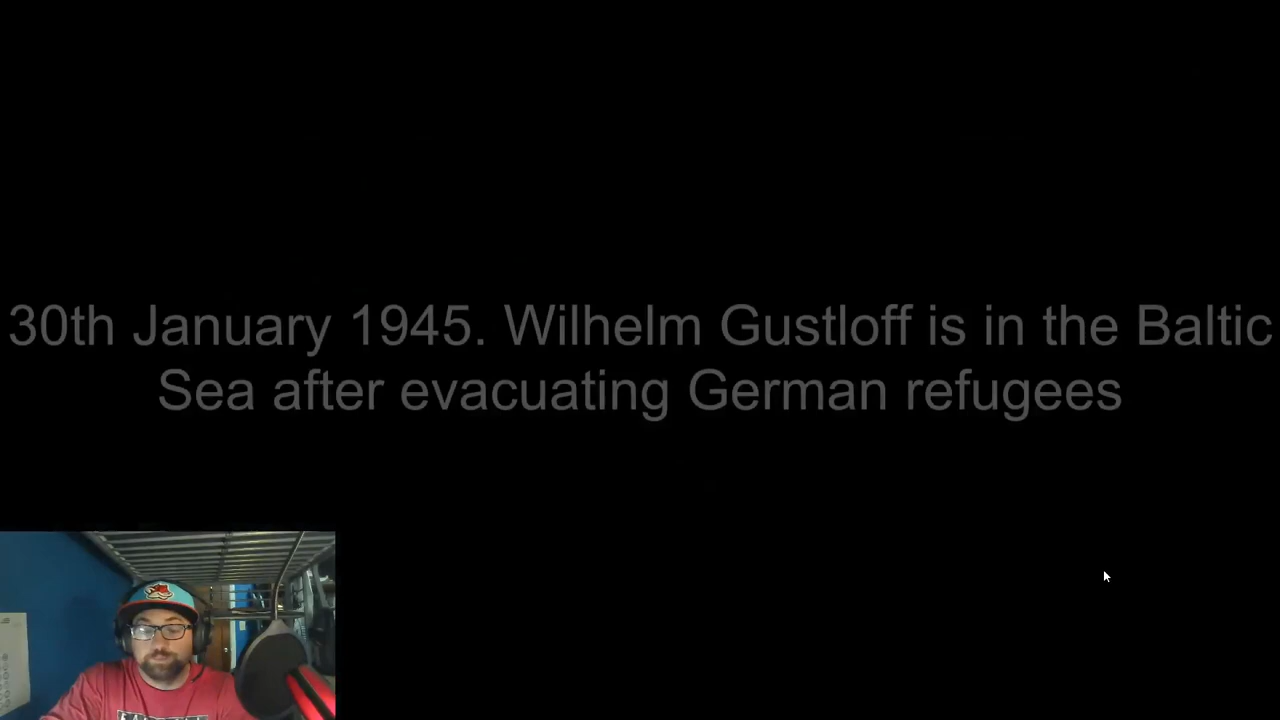 30th January 1945. Wilhelm Gustloff is in the Baltic
Sea after evacuating German refugees